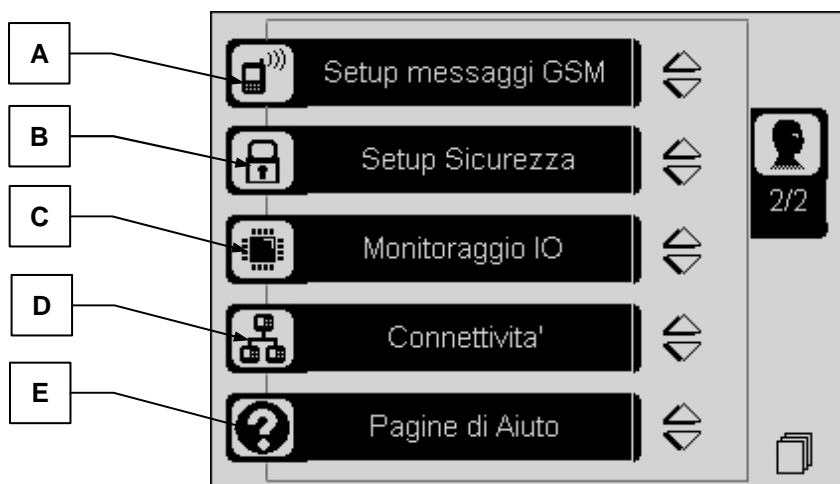 A
Setup messaggi GSM
B
Setup Sicurezza
2/2
C
Monitoraggio IO
D
Connettivita'
E
Pagine di Aiuto